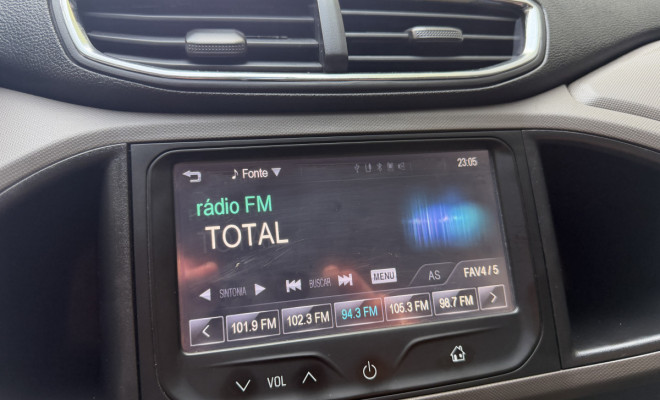 Fonte 23:05
rádio FM
TOTAL
SINTONIA BUSCAR MENU AS FAV4/5
101.9 FM 102.3 FM 94.3 FM 105.3 FM 98.7 FM
VOL